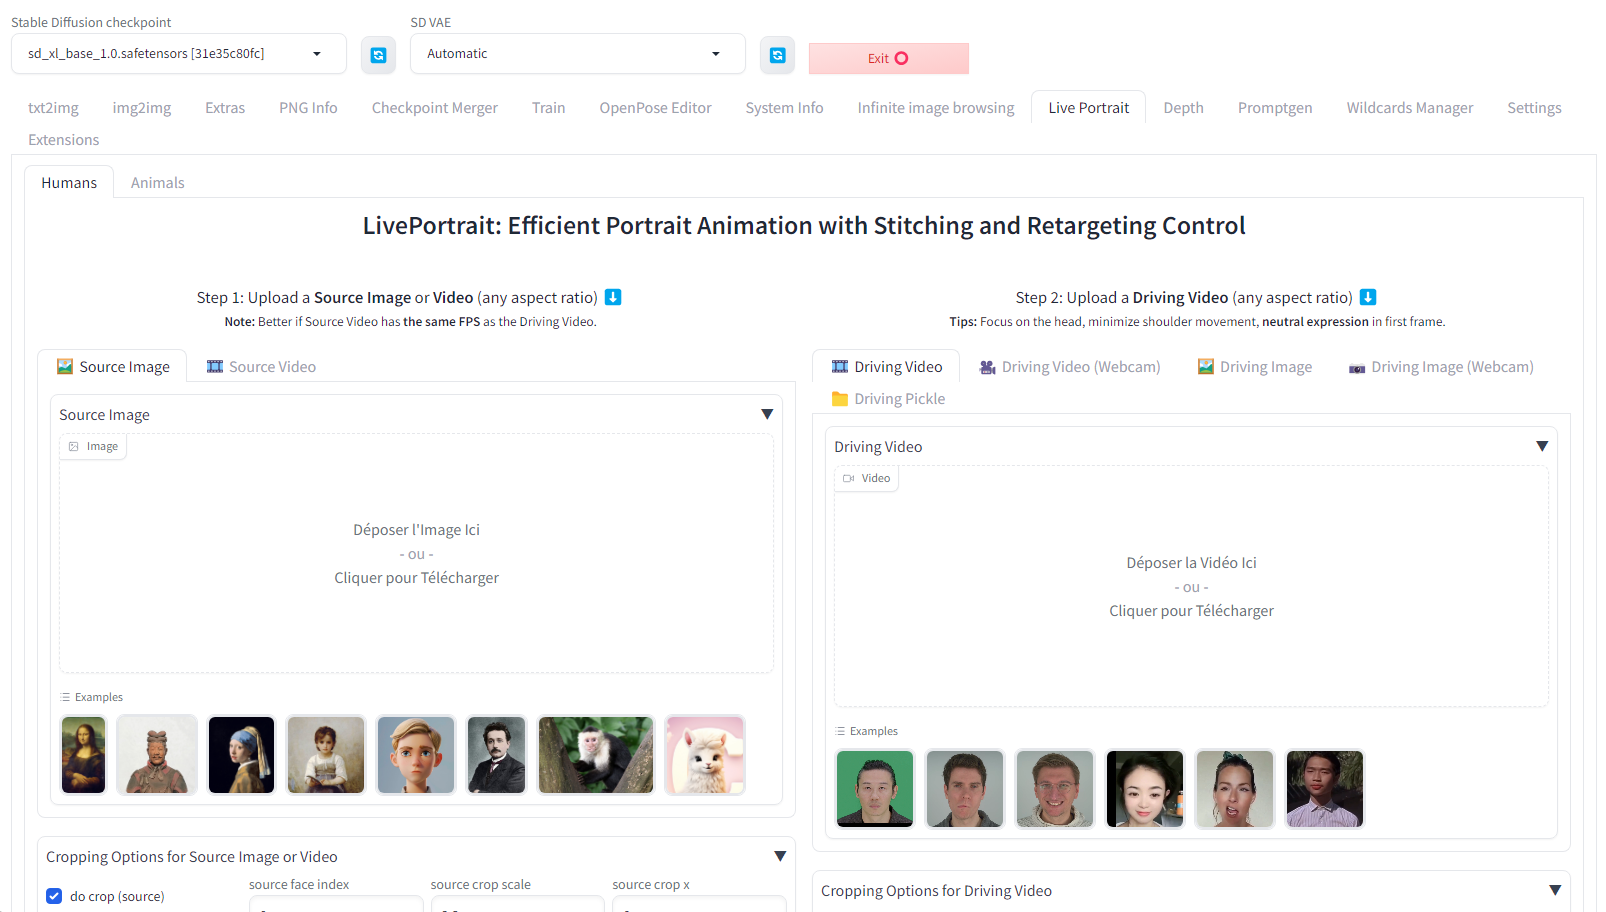 Stable Diffusion checkpoint
SD VAE
sd_xl_base_1.0.safetensors [31e35c80fc]
Automatic
Exit
txt2img
img2img
Extras
PNG Info
Checkpoint Merger
Train
OpenPose Editor
System Info
Infinite image browsing
Live Portrait
Depth
Promptgen
Wildcards Manager
Settings
Extensions
Humans
Animals
LivePortrait: Efficient Portrait Animation with Stitching and Retargeting Control
Step 1: Upload a Source Image or Video (any aspect ratio)
Note: Better if Source Video has the same FPS as the Driving Video.
Source Image
Source Video
Source Image
Image
Déposer l'Image Ici
- ou -
Cliquer pour Télécharger
Examples
Cropping Options for Source Image or Video
do crop (source)
source face index
source crop scale
source crop x
Step 2: Upload a Driving Video (any aspect ratio)
Tips: Focus on the head, minimize shoulder movement, neutral expression in first frame.
Driving Video
Driving Video (Webcam)
Driving Image
Driving Image (Webcam)
Driving Pickle
Driving Video
Video
Déposer la Vidéo Ici
- ou -
Cliquer pour Télécharger
Examples
Cropping Options for Driving Video